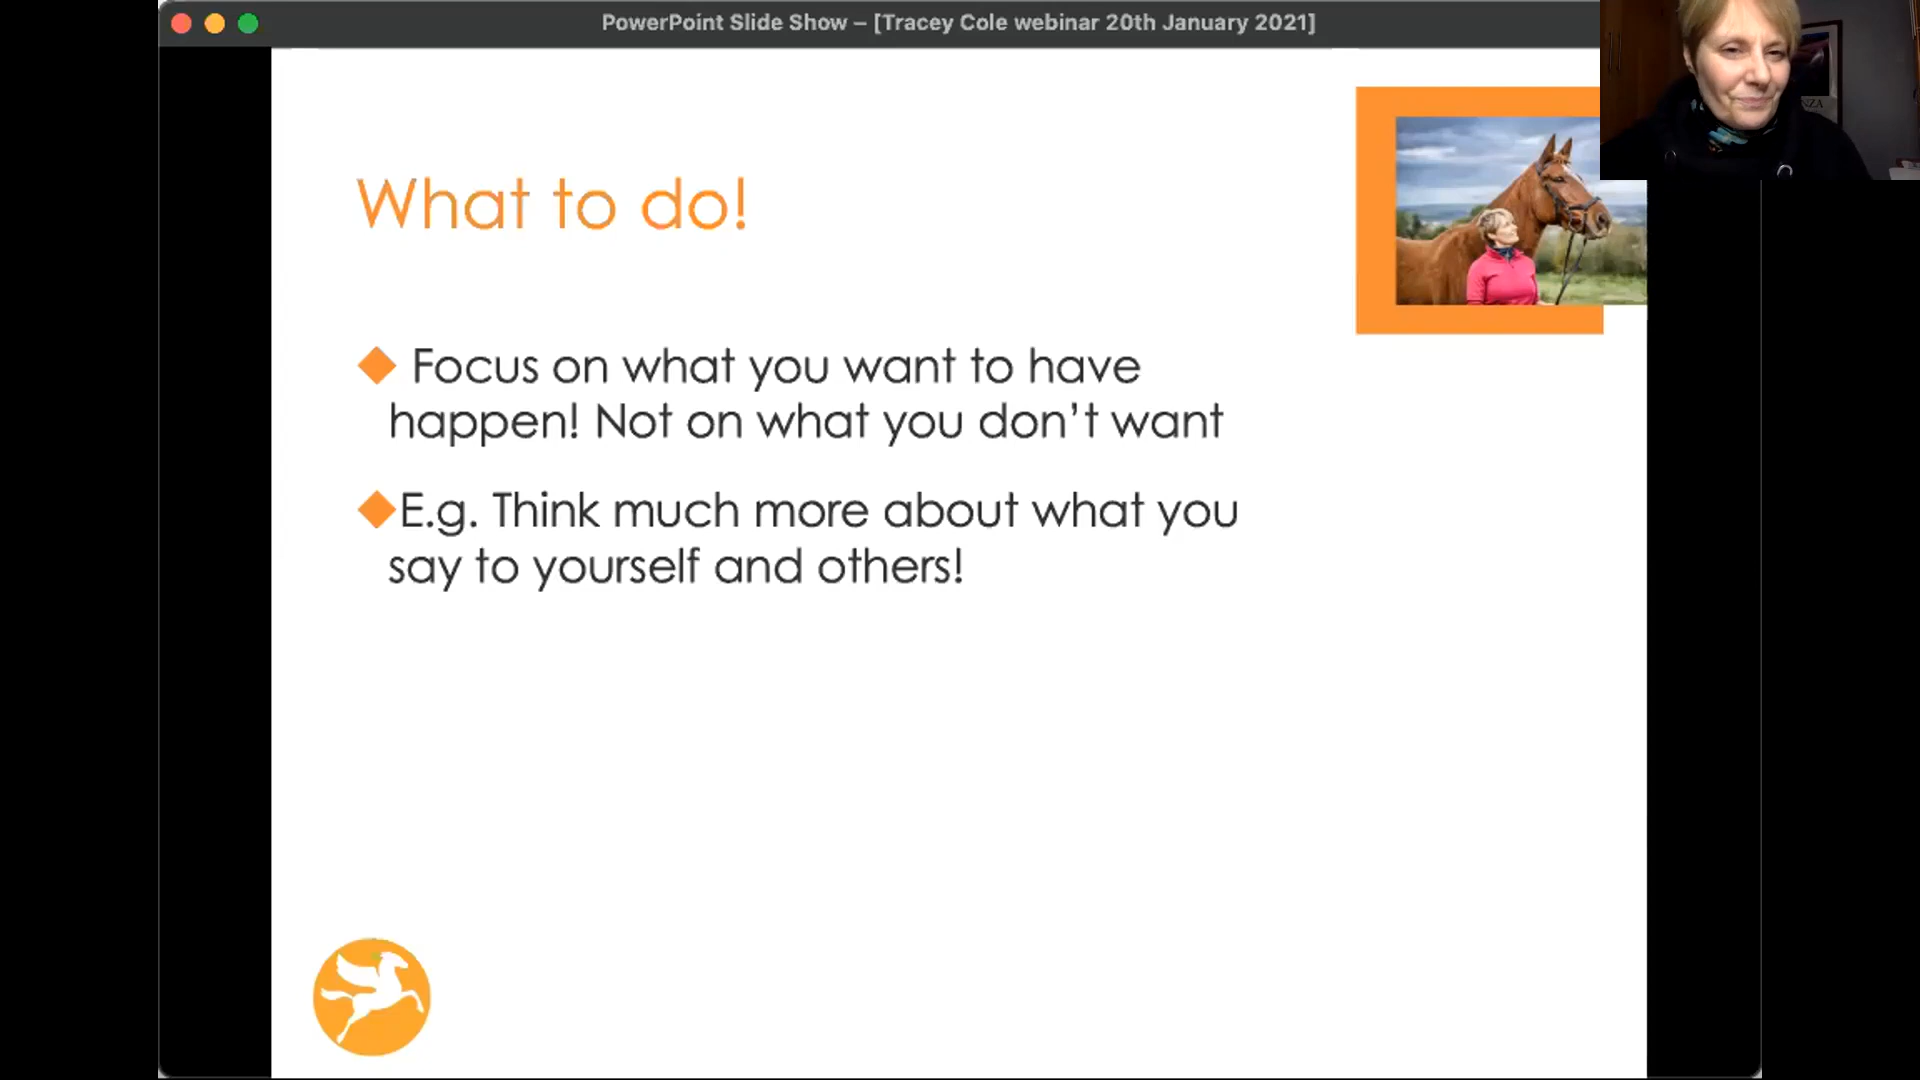 PowerPoint Slide Show – [Tracey Cole webinar 20th January 2021]
What to do!
Focus on what you want to have
happen! Not on what you don’t want
E.g. Think much more about what you
say to yourself and others!